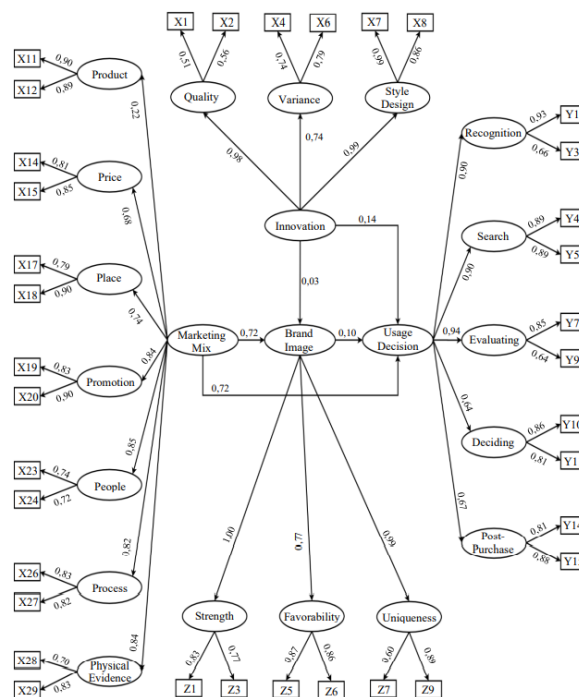 X1 X2 X4 X6 X7 X8
0,51 0,56 0,74 0,79 0,99 0,86
Quality Variance Style
Design
0,98 0,74 0,99
Innovation
0,14
0,03
X11 0,90
X12 0,89
Product
0,22
X14 0,81
X15 0,85
Price
0,68
X17 0,79
X18 0,90
Place
0,74
X19 0,83
X20 0,90
Promotion
0,84
X23 0,74
X24 0,72
People
0,85
X26 0,83
X27 0,82
Process
0,82
X28 0,70
X29 0,83
Physical
Evidence
0,84
Marketing
Mix
0,72
Brand
Image
0,10
Usage
Decision
0,72
0,90
Recognition
0,93 Y1
0,66 Y3
0,90
Search
0,89 Y4
0,89 Y5
0,94
Evaluating
0,85 Y7
0,64 Y9
0,64
Deciding
0,86 Y10
0,81
0,67
Post-
Purchase
0,81 Y14
0,88
1,00 0,77 0,99
Strength Favorability Uniqueness
0,83 0,77 0,87 0,86 0,60 0,89
Z1 Z3 Z5 Z6 Z7 Z9